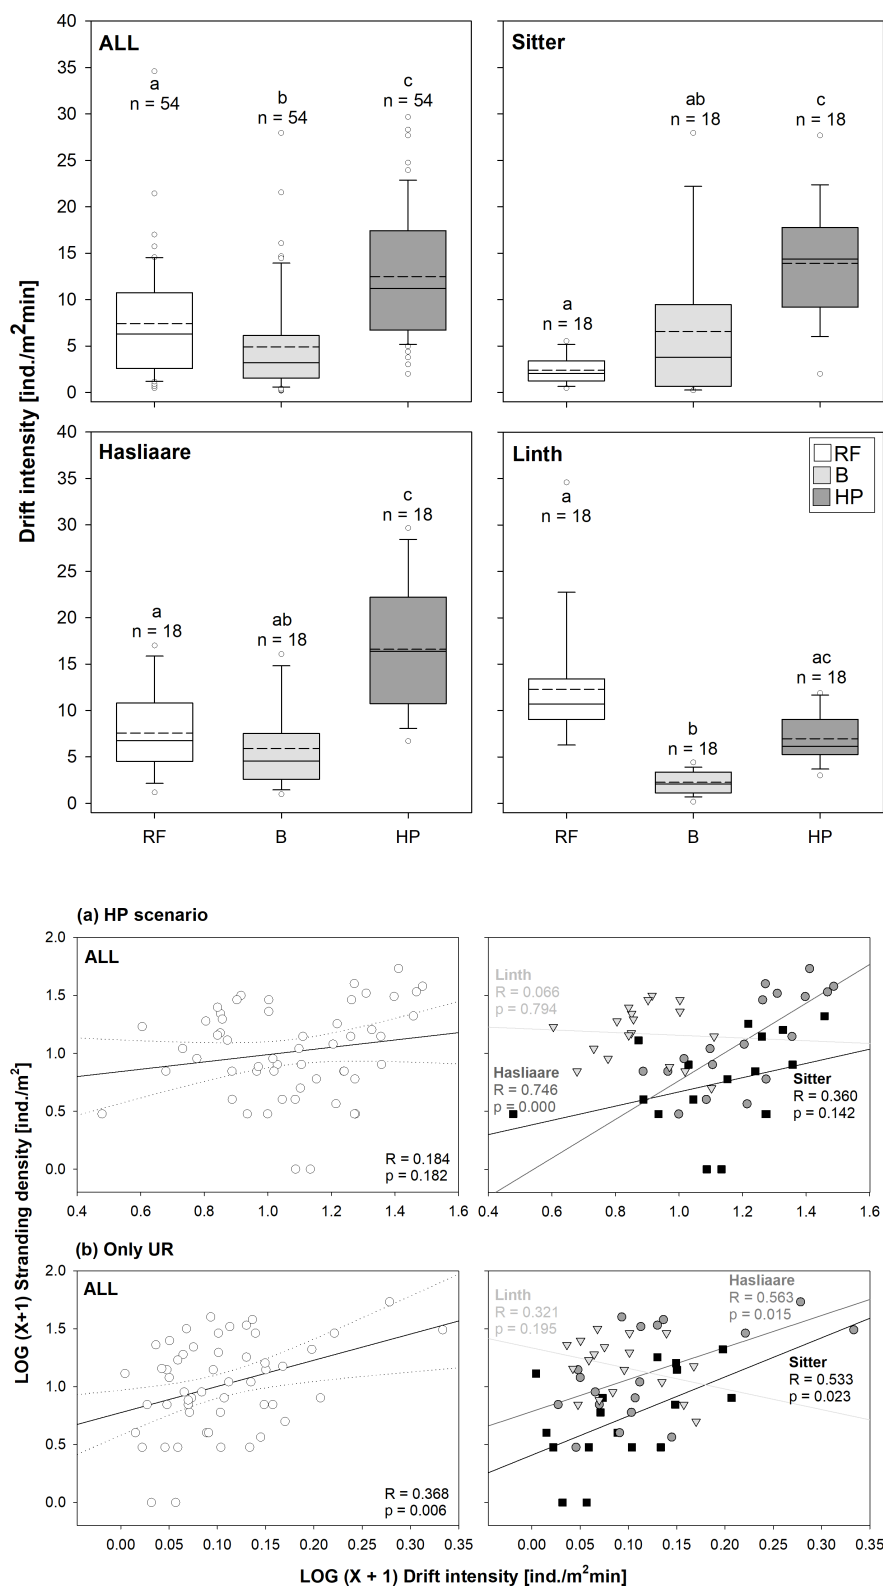 ALL
a
n = 54
b
n = 54
c
n = 54
40
35
30
25
20
15
10
5
0
Sitter
a
n = 18
ab
n = 18
c
n = 18
Drift intensity [ind./m²min]
Hasliaare
a
n = 18
ab
n = 18
c
n = 18
40
35
30
25
20
15
10
5
0
RF
B
HP
Linth
RF
B
HP
a
n = 18
b
n = 18
ac
n = 18
RF
B
HP
(a) HP scenario
ALL
R = 0.184
p = 0.182
2.0
1.5
1.0
0.5
0.0
0.4 0.6 0.8 1.0 1.2 1.4 1.6
Linth
R = 0.066
p = 0.794
Hasliaare
R = 0.746
p = 0.000
Sitter
R = 0.360
p = 0.142
0.4 0.6 0.8 1.0 1.2 1.4 1.6
LOG (X+1) Stranding density [ind./m²]
(b) Only UR
ALL
R = 0.368
p = 0.006
2.0
1.5
1.0
0.5
0.0
0.00 0.05 0.10 0.15 0.20 0.25 0.30 0.35
Linth
R = 0.321
p = 0.195
Hasliaare
R = 0.563
p = 0.015
Sitter
R = 0.533
p = 0.023
0.00 0.05 0.10 0.15 0.20 0.25 0.30 0.35
LOG (X + 1) Drift intensity [ind./m²min]